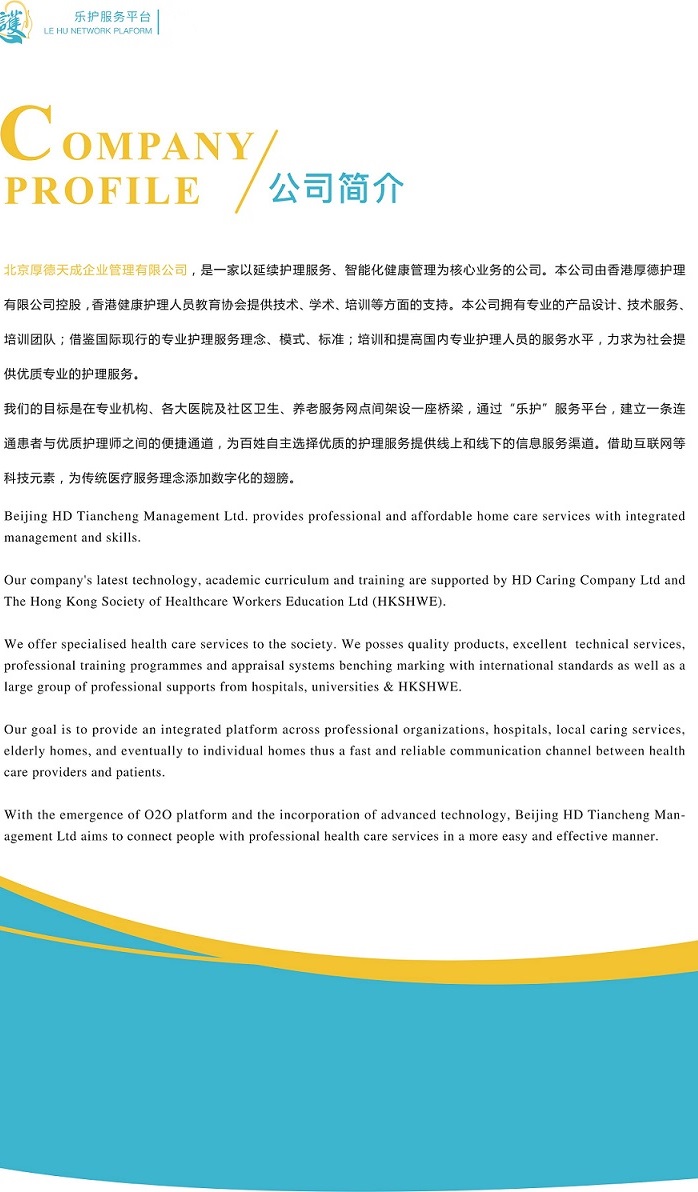 護
乐护服务平台
LE HU NETWORK PLAFORM
COMPANY
PROFILE
公司简介
北京厚德天成企业管理有限公司，是一家以延续护理服务、智能化健康管理为核心业务的公司。本公司由香港厚德护理
有限公司控股，香港健康护理人员教育协会提供技术、学术、培训等方面的支持。本公司拥有专业的产品设计、技术服务、
培训团队；借鉴国际现行的专业护理服务理念、模式、标准；培训和提高国内专业护理人员的服务水平，力求为社会提
供优质专业的护理服务。
我们的目标是在专业机构、各大医院及社区卫生、养老服务网点间架设一座桥梁，通过“乐护”服务平台，建立一条连
通患者与优质护理师之间的便捷通道，为百姓自主选择优质的护理服务提供线上和线下的信息服务渠道。借助互联网等
科技元素，为传统医疗服务理念添加数字化的翅膀。
Beijing HD Tiancheng Management Ltd. provides professional and affordable home care services with integrated
management and skills.
Our company's latest technology, academic curriculum and training are supported by HD Caring Company Ltd and
The Hong Kong Society of Healthcare Workers Education Ltd (HKSHWE).
We offer specialised health care services to the society. We posses quality products, excellent technical services,
professional training programmes and appraisal systems benching marking with international standards as well as a
large group of professional supports from hospitals, universities & HKSHWE.
Our goal is to provide an integrated platform across professional organizations, hospitals, local caring services,
elderly homes, and eventually to individual homes thus a fast and reliable communication channel between health
care providers and patients.
With the emergence of O2O platform and the incorporation of advanced technology, Beijing HD Tiancheng Man-
agement Ltd aims to connect people with professional health care services in a more easy and effective manner.